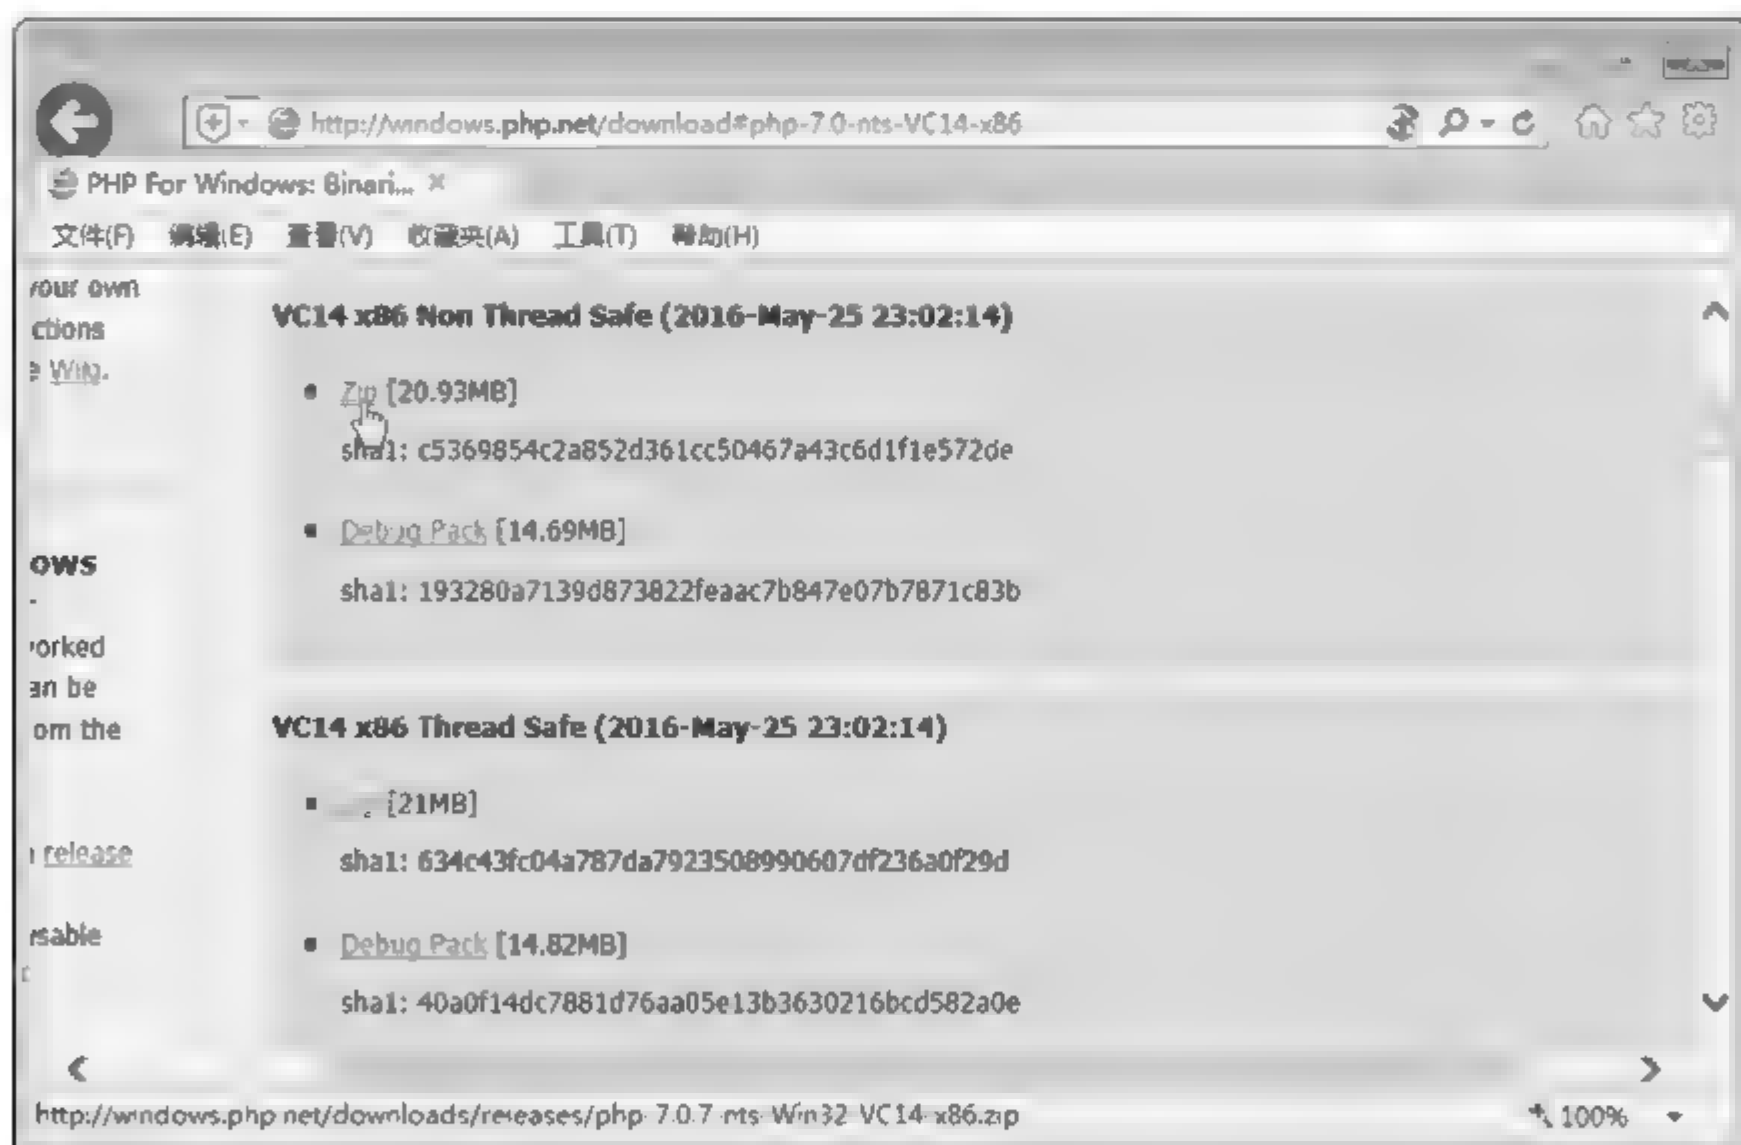 http://windows.php.net/download#php-7.0-nts-VC14-x86
PHP For Windows: Binari...
文件(F) 编辑(E) 查看(V) 收藏夹(A) 工具(T) 帮助(H)
your own
ctions
e Wiki.
ows
worked
an be
om the
release
rsable
VC14 x86 Non Thread Safe (2016-May-25 23:02:14)
Zip [20.93MB]
sha1: c5369854c2a852d361cc50467a43c6d1f1e572de
Debug Pack [14.69MB]
sha1: 193280a7139d873822feaac7b847e07b7871c83b
VC14 x86 Thread Safe (2016-May-25 23:02:14)
[21MB]
sha1: 634c43fc04a787da7923508990607df236a0f29d
Debug Pack [14.82MB]
sha1: 40a0f14dc7881d76aa05e13b3630216bcd582a0e
http://windows.php.net/downloads/releases/php-7.0.7-nts-Win32-VC14-x86.zip
100%